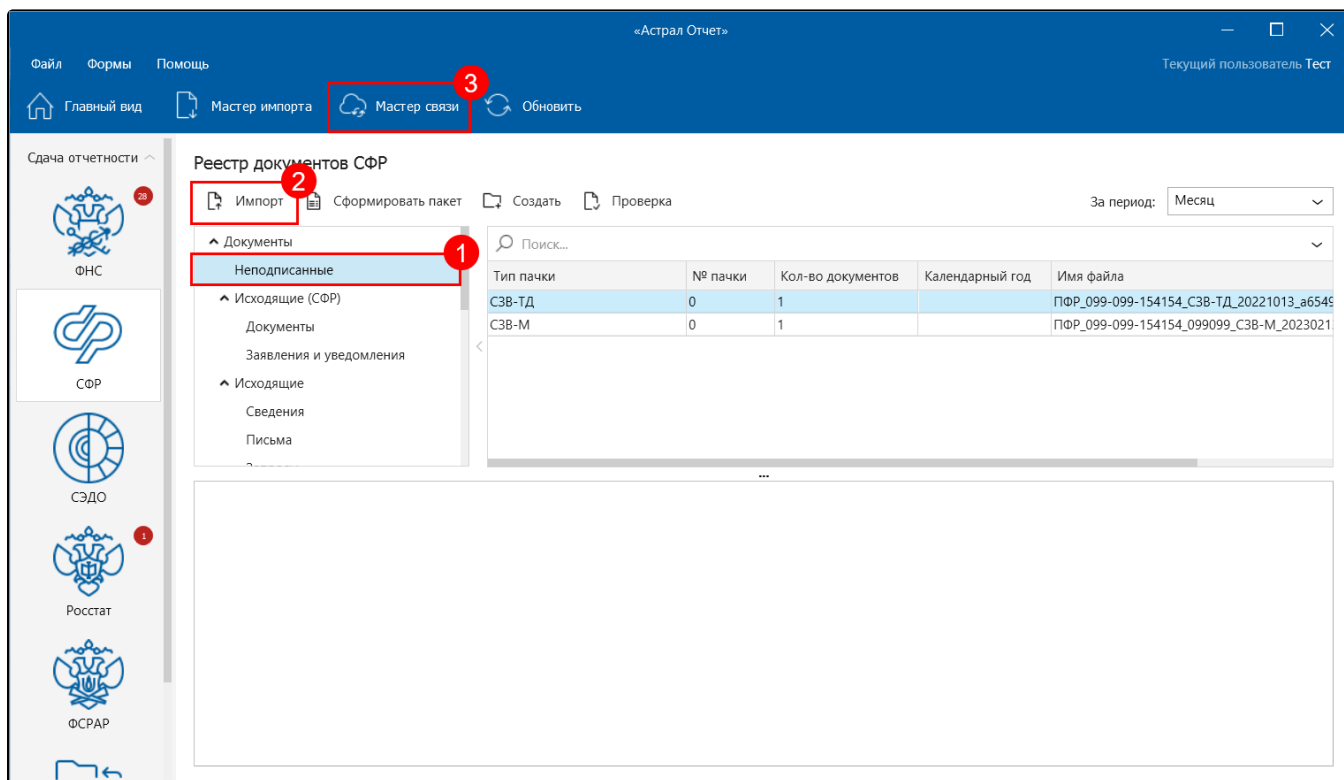 «Астрал Отчет»
Файл Формы Помощь
Текущий пользователь Тест
3
Главный вид Мастер импорта Мастер связи Обновить
Сдача отчетности
Реестр документов СФР
2
Импорт Сформировать пакет Создать Проверка
За период: Месяц
28
ФНС
СФР
СЭДО
1
Росстат
ФСРАР
Документы
1
Неподписанные
Исходящие (СФР)
Документы
Заявления и уведомления
Исходящие
Сведения
Письма
Поиск...
Тип пачки № пачки Кол-во документов Календарный год Имя файла
СЗВ-ТД 0 1 ПФР_099-099-154154_СЗВ-ТД_20221013_a6549
СЗВ-М 0 1 ПФР_099-099-154154_099099_СЗВ-М_2023021
...